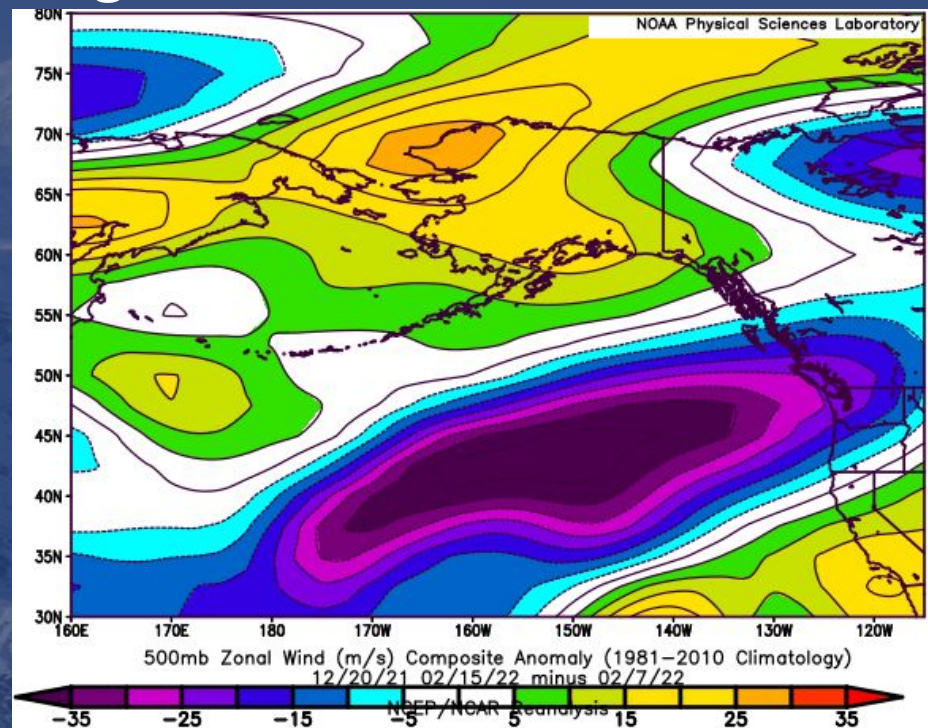 NOAA Physical Sciences Laboratory
80N
75N
70N
65N
60N
55N
50N
45N
40N
35N
30N
160E 170E 180 170W 160W 150W 140W 130W 120W
500mb Zonal Wind (m/s) Composite Anomaly (1981-2010 Climatology)
12/20/21 02/15/22 minus 02/7/22
NCEP/NCAR Reanalysis
-35 -25 -15 -5 5 15 25 35